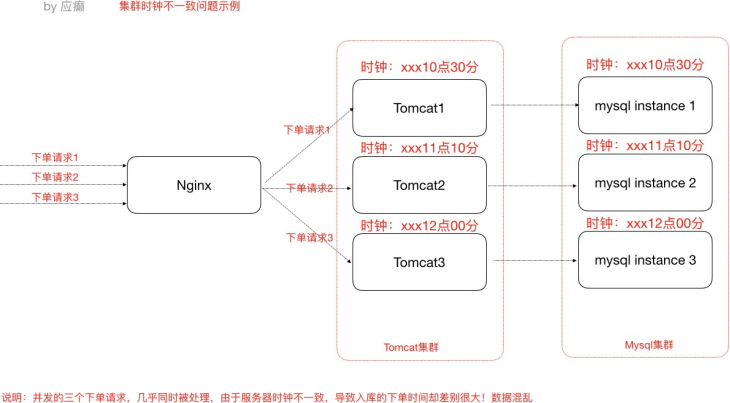 by 应癫 集群时钟不一致问题示例
时钟：xxx10点30分
时钟：xxx10点30分
Tomcat1
mysql instance 1
下单请求1
下单请求1
时钟：xxx11点10分
时钟：xxx11点10分
下单请求2
Nginx
下单请求2
Tomcat2
mysql instance 2
下单请求3
时钟：xxx12点00分
时钟：xxx12点00分
下单请求3
Tomcat3
mysql instance 3
Tomcat集群
Mysql集群
说明：并发的三个下单请求，几乎同时被处理，由于服务器时钟不一致，导致入库的下单时间却差别很大！数据混乱